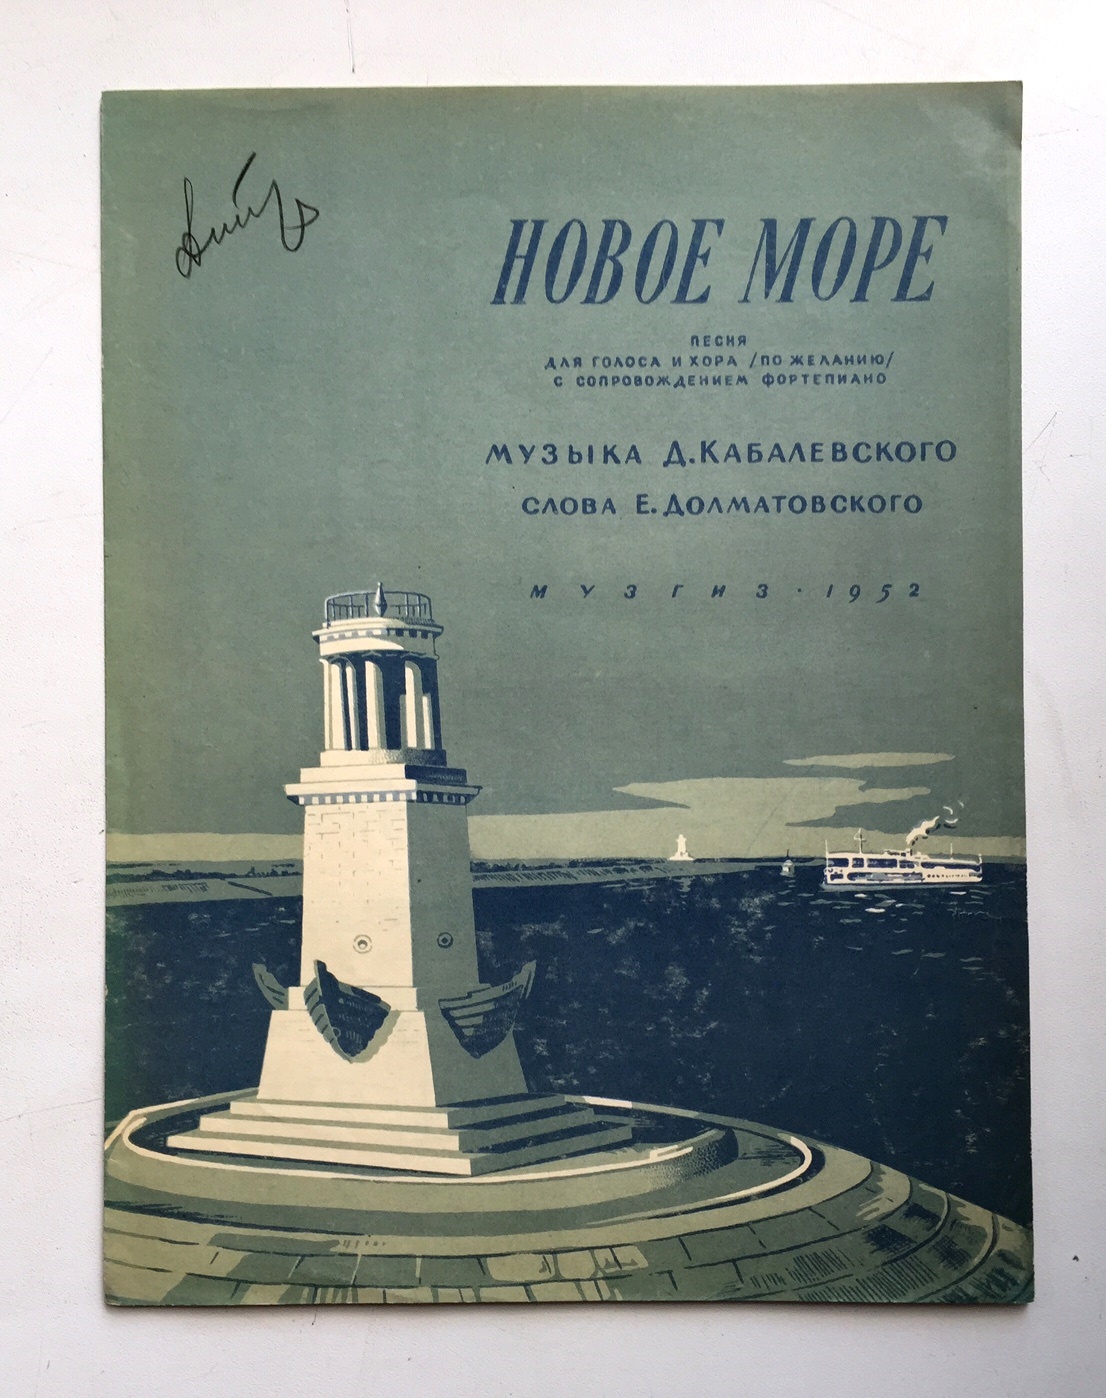 НОВОЕ МОРЕ
ПЕСНЯ
ДЛЯ ГОЛОСА И ХОРА /ПО ЖЕЛАНИЮ/
С СОПРОВОЖДЕНИЕМ ФОРТЕПИАНО
МУЗЫКА Д.КАБАЛЕВСКОГО
СЛОВА Е.ДОЛМАТОВСКОГО
МУЗГИЗ·1952